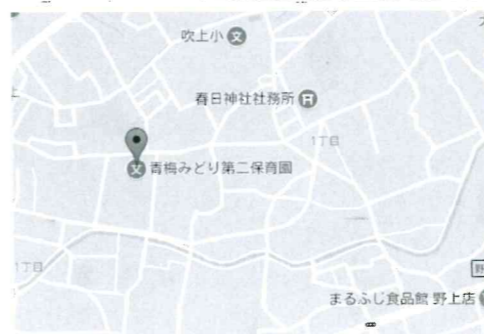 吹上小
春日神社社務所
1丁目
青梅みどり第二保育園
1丁目
野
まるふじ食品館 野上店